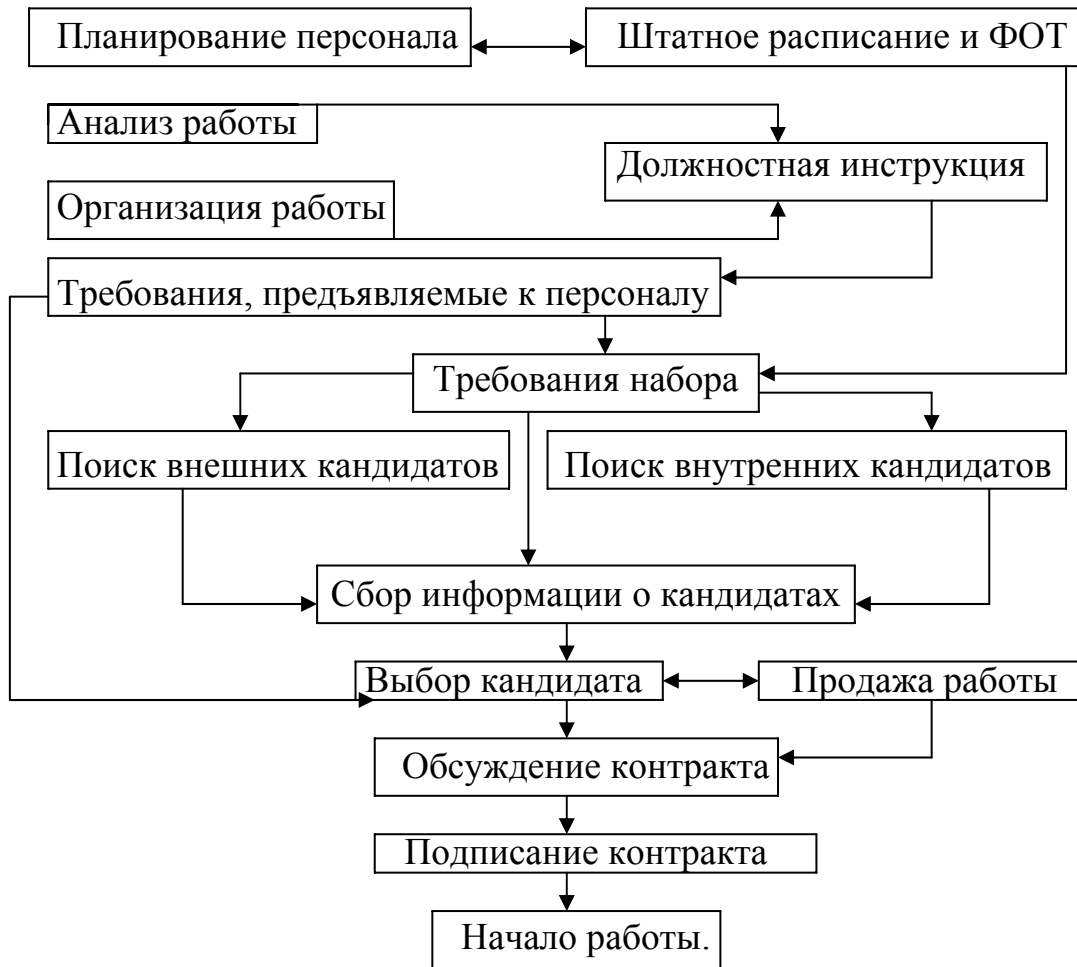 Планирование персонала
Штатное расписание и ФОТ
Анализ работы
Должностная инструкция
Организация работы
Требования, предъявляемые к персоналу
Требования набора
Поиск внешних кандидатов
Поиск внутренних кандидатов
Сбор информации о кандидатах
Выбор кандидата
Продажа работы
Обсуждение контракта
Подписание контракта
Начало работы.